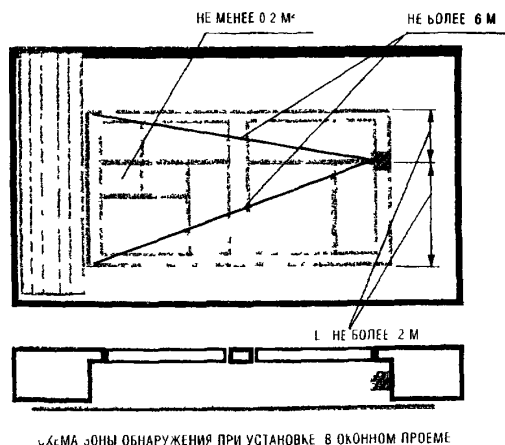 НЕ МЕНЕЕ 0.2 М²
НЕ БОЛЕЕ 6 М
L НЕ БОЛЕЕ 2 М
СХЕМА ЗОНЫ ОБНАРУЖЕНИЯ ПРИ УСТАНОВКЕ В ОКОННОМ ПРОЕМЕ